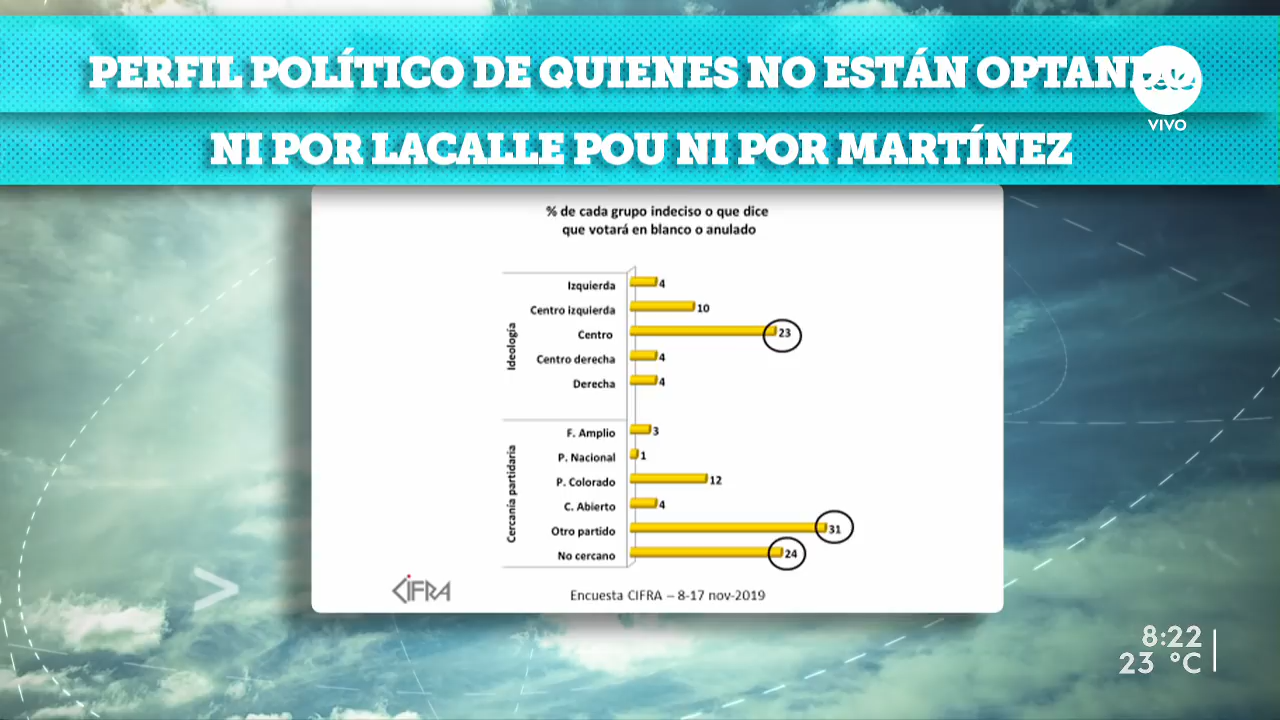 PERFIL POLÍTICO DE QUIENES NO ESTÁN
NI POR LACALLE POU NI POR MARTÍNEZ
VIVO
% de cada grupo indeciso o que dice
que votará en blanco o anulado
Ideología
Izquierda 4
Centro izquierda 10
Centro 23
Centro derecha 4
Derecha 4
Cercanía partidaria
F. Amplio 3
P. Nacional 1
P. Colorado 12
C. Abierto 4
Otro partido 31
No cercano 24
CIFRA
Encuesta CIFRA – 8-17 nov-2019
8:22
23 °C